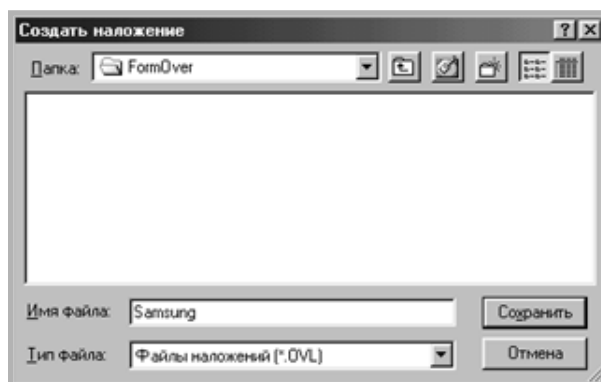 Создать наложение
Папка: FormOver
Имя файла: Samsung Сохранить
Тип файла: Файлы наложений (*.OVL) Отмена